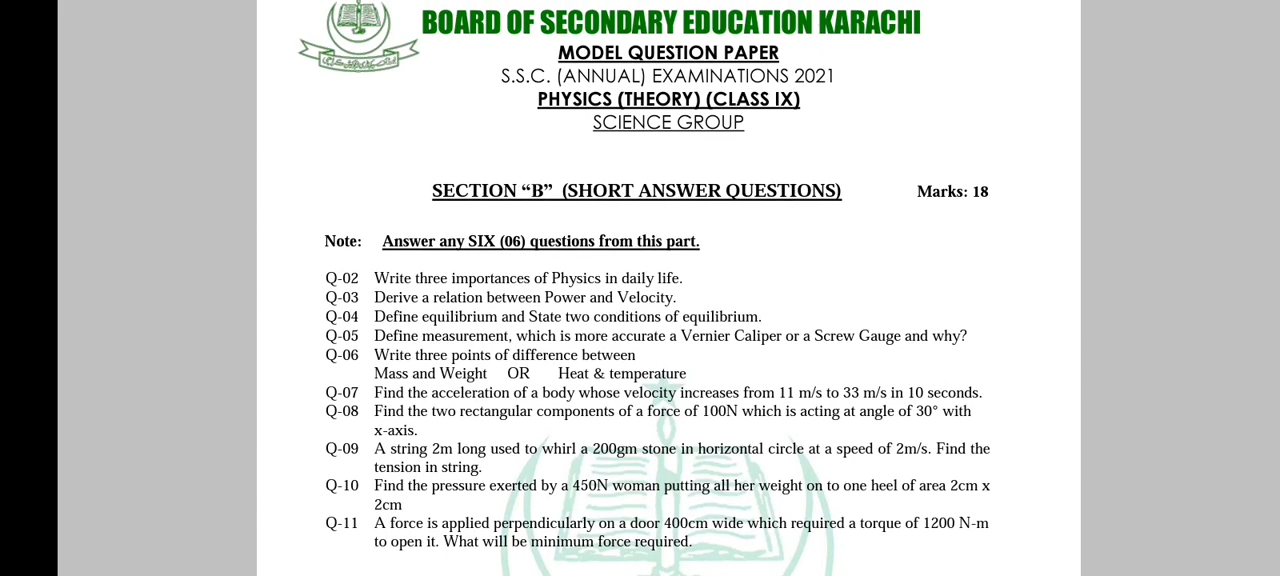 BOARD OF SECONDARY EDUCATION KARACHI
MODEL QUESTION PAPER
S.S.C. (ANNUAL) EXAMINATIONS 2021
PHYSICS (THEORY) (CLASS IX)
SCIENCE GROUP
SECTION “B” (SHORT ANSWER QUESTIONS) Marks: 18
Note: Answer any SIX (06) questions from this part.
Q-02 Write three importances of Physics in daily life.
Q-03 Derive a relation between Power and Velocity.
Q-04 Define equilibrium and State two conditions of equilibrium.
Q-05 Define measurement, which is more accurate a Vernier Caliper or a Screw Gauge and why?
Q-06 Write three points of difference between
Mass and Weight OR Heat & temperature
Q-07 Find the acceleration of a body whose velocity increases from 11 m/s to 33 m/s in 10 seconds.
Q-08 Find the two rectangular components of a force of 100N which is acting at angle of 30° with
x-axis.
Q-09 A string 2m long used to whirl a 200gm stone in horizontal circle at a speed of 2m/s. Find the
tension in string.
Q-10 Find the pressure exerted by a 450N woman putting all her weight on to one heel of area 2cm x
2cm
Q-11 A force is applied perpendicularly on a door 400cm wide which required a torque of 1200 N-m
to open it. What will be minimum force required.